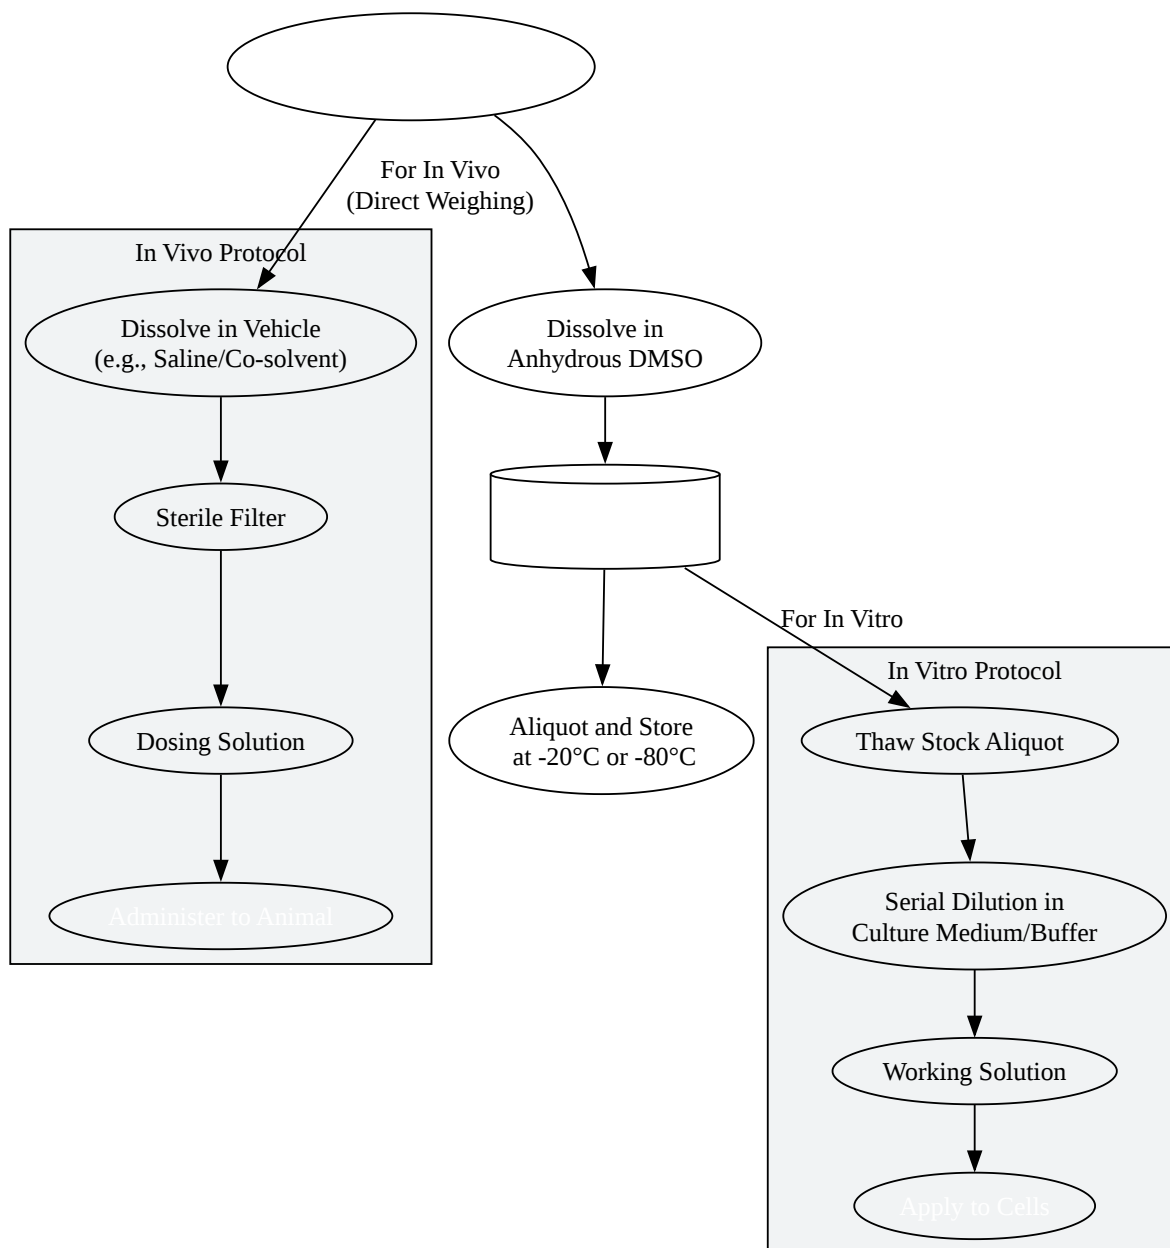 For In Vivo
(Direct Weighing)
In Vivo Protocol
Dissolve in Vehicle
(e.g., Saline/Co-solvent)
Dissolve in
Anhydrous DMSO
Sterile Filter
For In Vitro
In Vitro Protocol
Dosing Solution
Aliquot and Store
at -20°C or -80°C
Thaw Stock Aliquot
Administer to Animal
Serial Dilution in
Culture Medium/Buffer
Working Solution
Apply to Cells